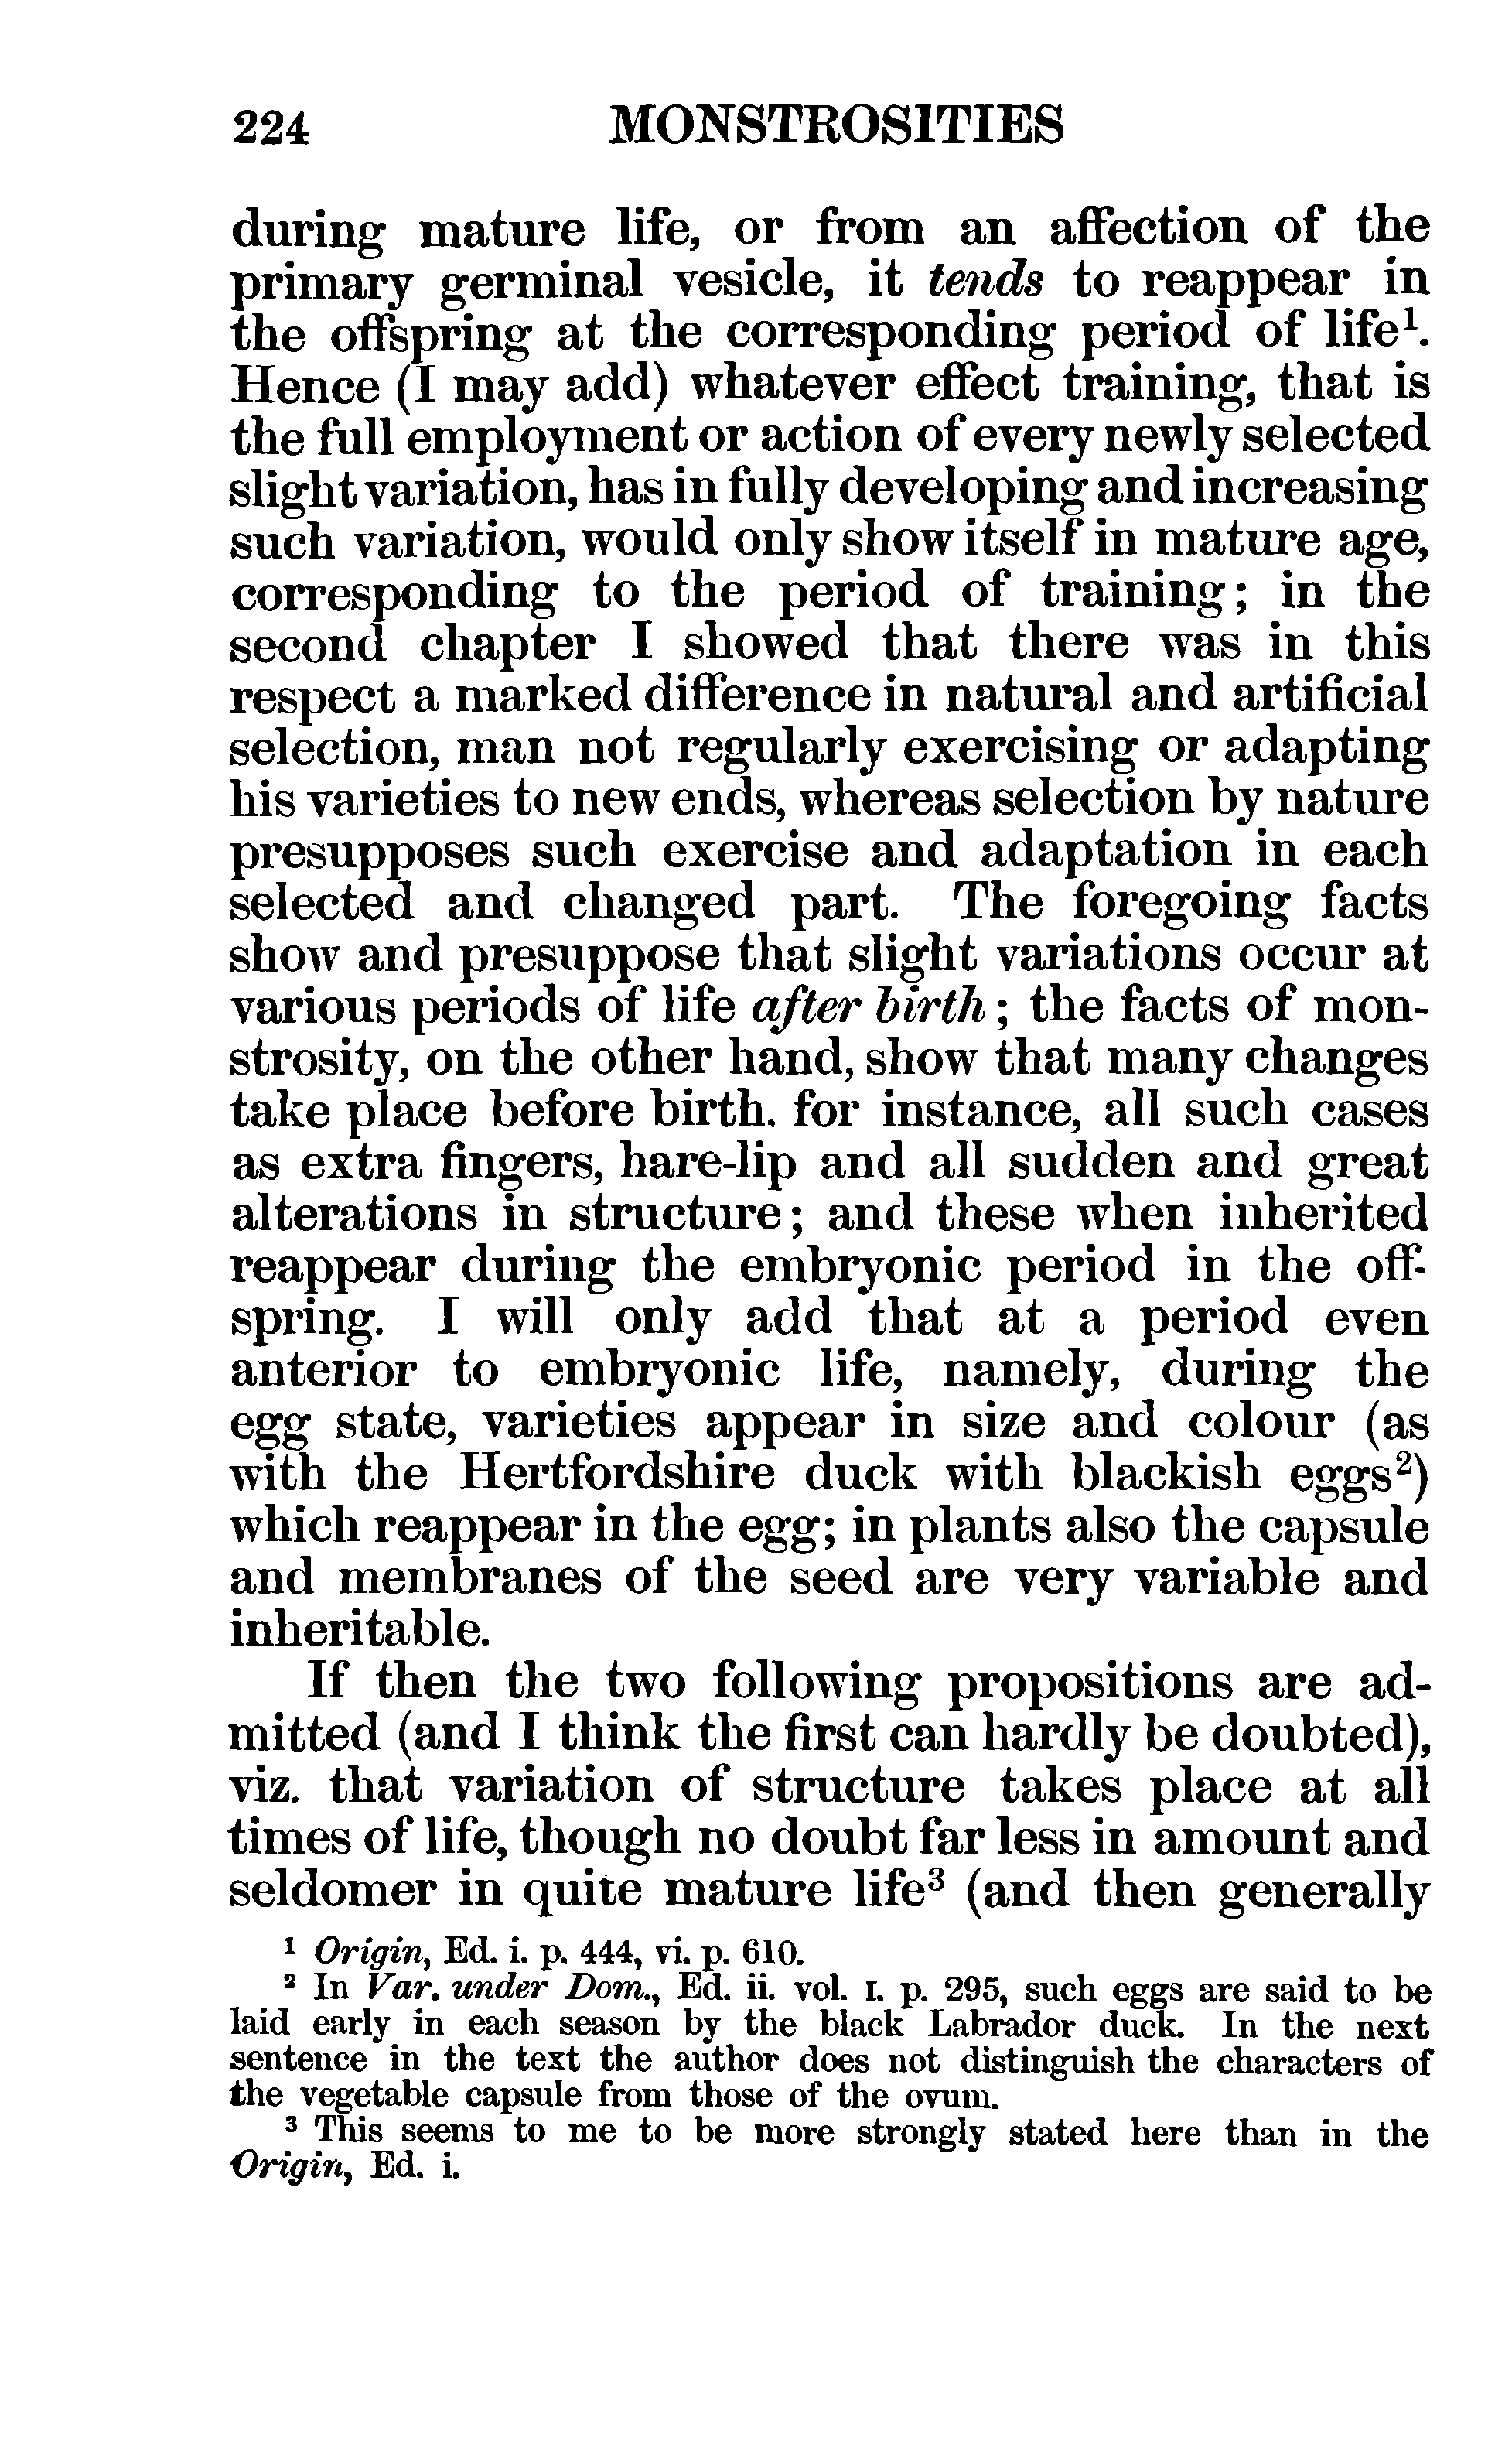 224 MONSTROSITIES
during mature life, or from an affection of the
primary germinal vesicle, it tends to reappear in
the offspring at the corresponding period of life¹.
Hence (I may add) whatever effect training, that is
the full employment or action of every newly selected
slight variation, has in fully developing and increasing
such variation, would only show itself in mature age,
corresponding to the period of training; in the
second chapter I showed that there was in this
respect a marked difference in natural and artificial
selection, man not regularly exercising or adapting
his varieties to new ends, whereas selection by nature
presupposes such exercise and adaptation in each
selected and changed part. The foregoing facts
show and presuppose that slight variations occur at
various periods of life after birth; the facts of mon-
strosity, on the other hand, show that many changes
take place before birth, for instance, all such cases
as extra fingers, hare-lip and all sudden and great
alterations in structure; and these when inherited
reappear during the embryonic period in the off-
spring. I will only add that at a period even
anterior to embryonic life, namely, during the
egg state, varieties appear in size and colour (as
with the Hertfordshire duck with blackish eggs²)
which reappear in the egg; in plants also the capsule
and membranes of the seed are very variable and
inheritable.
If then the two following propositions are ad-
mitted (and I think the first can hardly be doubted),
viz. that variation of structure takes place at all
times of life, though no doubt far less in amount and
seldomer in quite mature life³ (and then generally
¹ Origin, Ed. i. p. 444, vi. p. 610.
² In Var. under Dom., Ed. ii. vol. I. p. 295, such eggs are said to be
laid early in each season by the black Labrador duck. In the next
sentence in the text the author does not distinguish the characters of
the vegetable capsule from those of the ovum.
³ This seems to me to be more strongly stated here than in the
Origin, Ed. i.